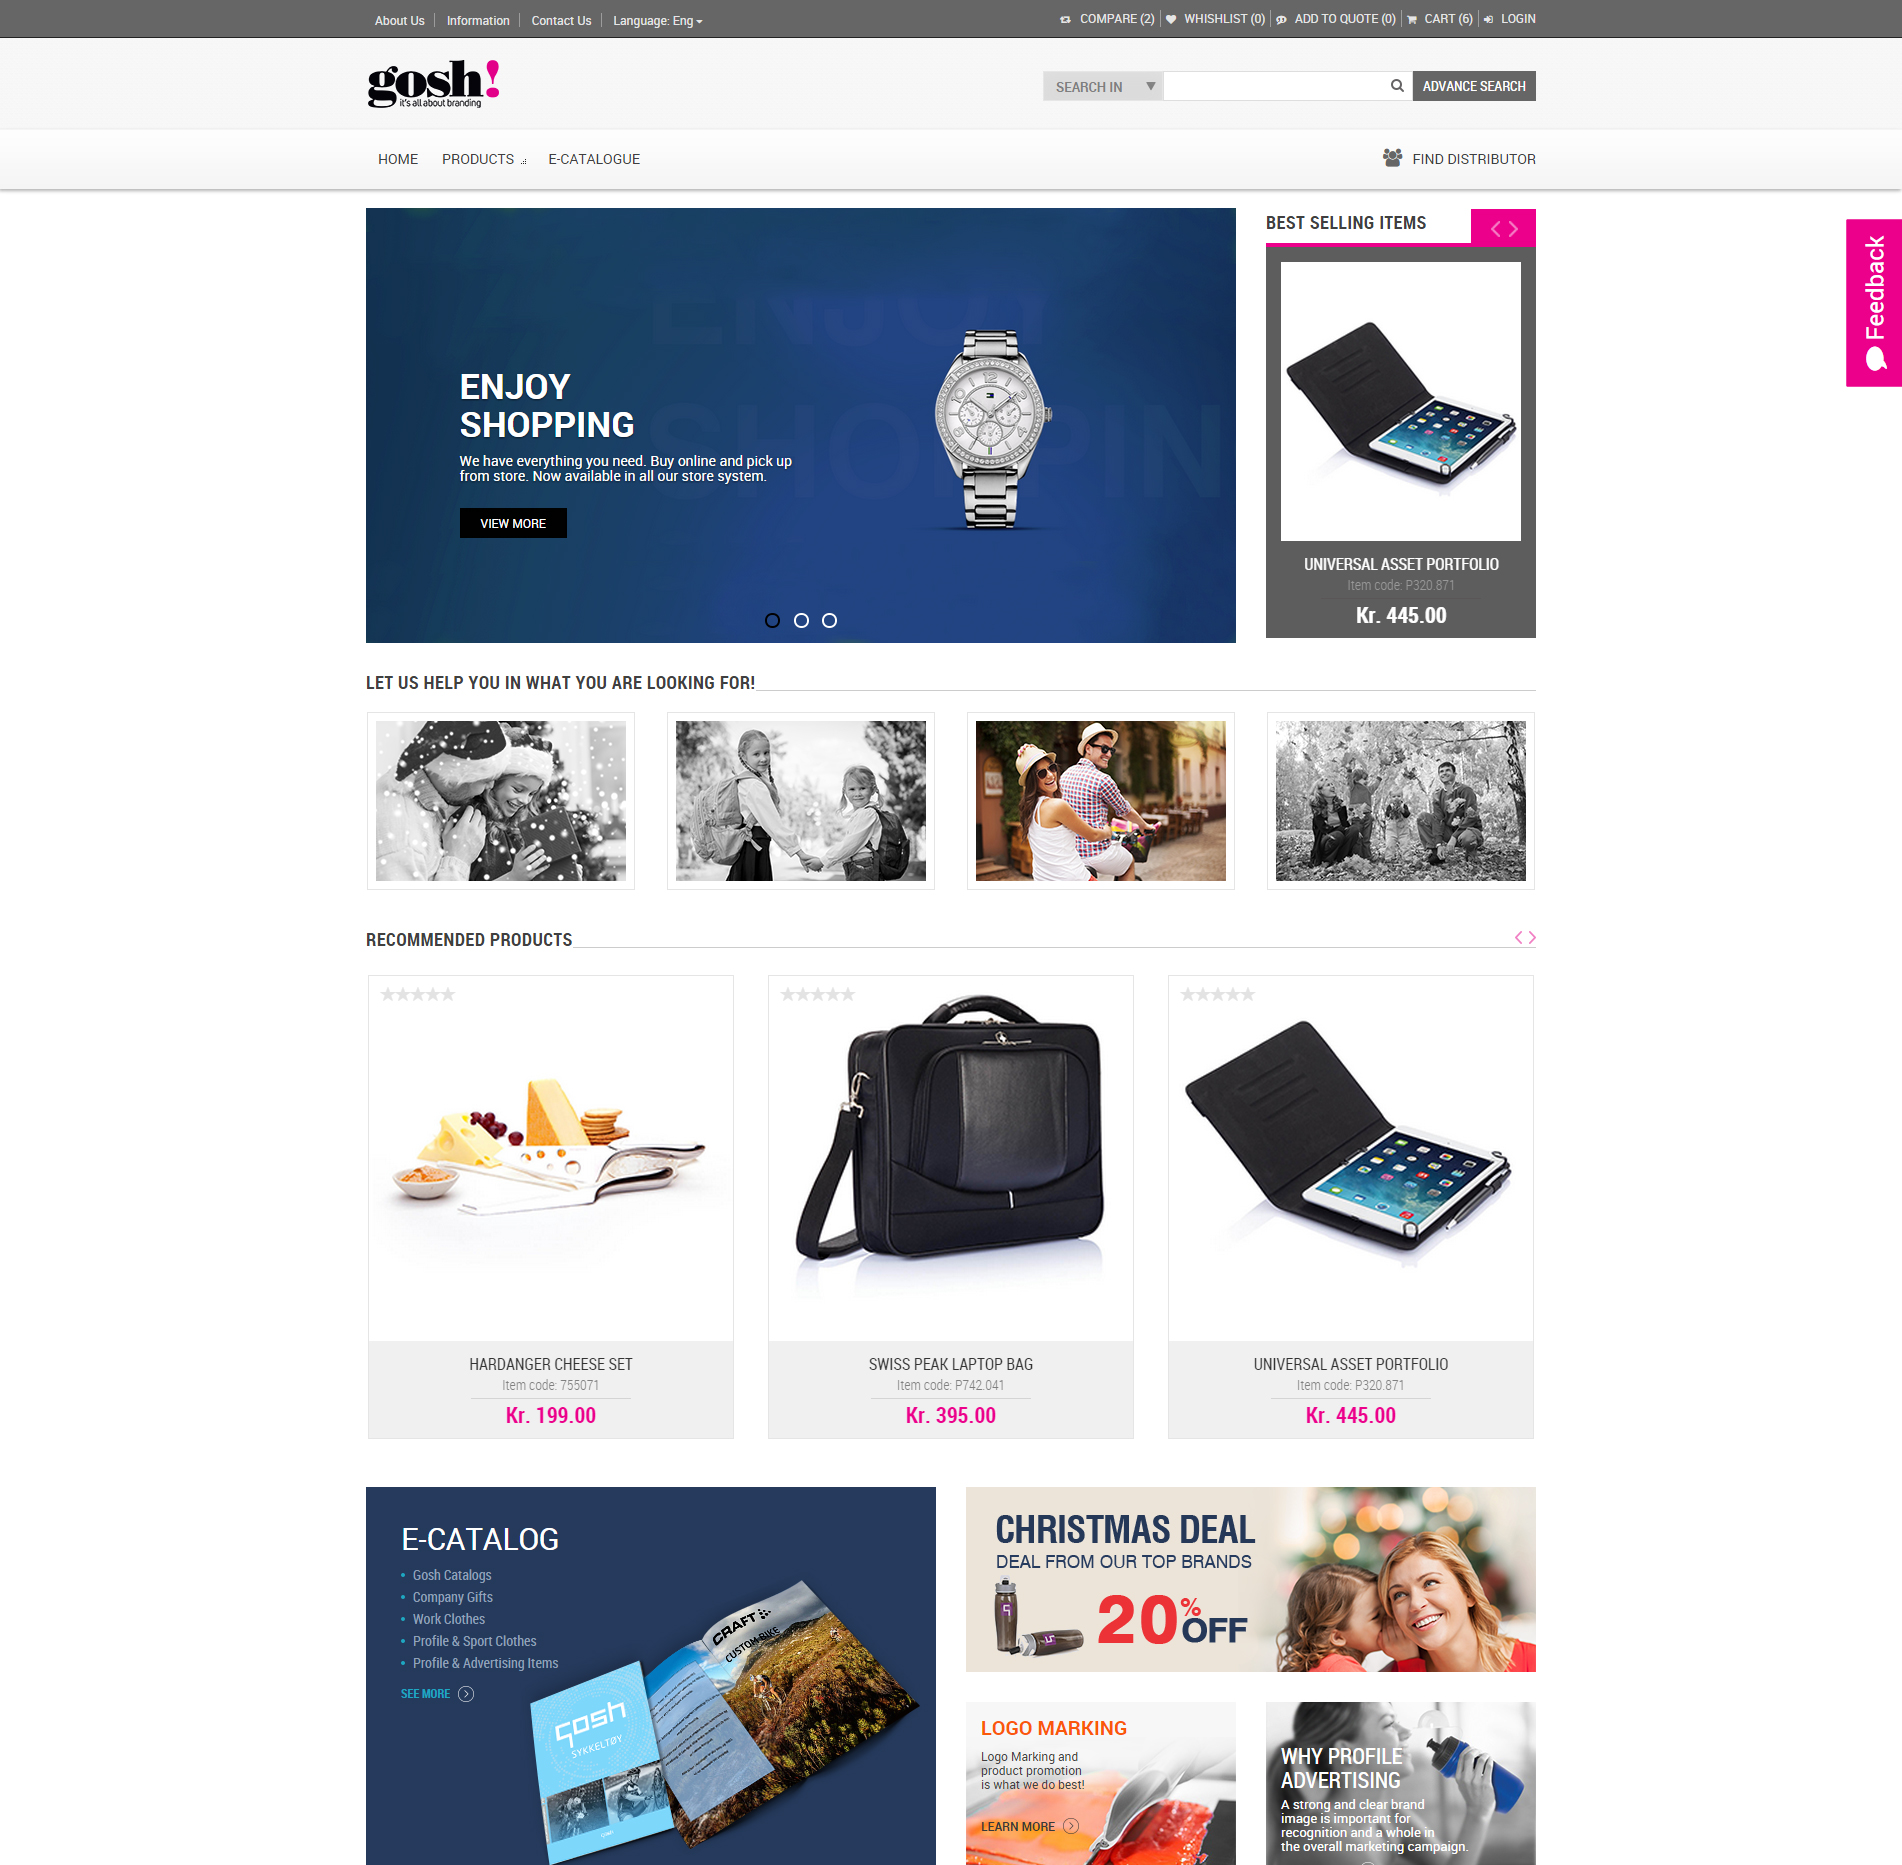 About Us
Information
Contact Us
Language: Eng
COMPARE (2)
WHISHLIST (0)
ADD TO QUOTE (0)
CART (6)
LOGIN
gosh!
it's all about branding
SEARCH IN
ADVANCE SEARCH
HOME
PRODUCTS
E-CATALOGUE
FIND DISTRIBUTOR
ENJOY
SHOPPIN
ENJOY
SHOPPING
We have everything you need. Buy online and pick up
from store. Now available in all our store system.
VIEW MORE
BEST SELLING ITEMS
UNIVERSAL ASSET PORTFOLIO
Item code: P320.871
Kr. 445.00
Feedback
LET US HELP YOU IN WHAT YOU ARE LOOKING FOR!
RECOMMENDED PRODUCTS
HARDANGER CHEESE SET
Item code: 755071
Kr. 199.00
SWISS PEAK LAPTOP BAG
Item code: P742.041
Kr. 395.00
UNIVERSAL ASSET PORTFOLIO
Item code: P320.871
Kr. 445.00
E-CATALOG
Gosh Catalogs
Company Gifts
Work Clothes
Profile & Sport Clothes
Profile & Advertising Items
SEE MORE
CRAFT
CUSTOM BIKE
gosh
SYKKELTØY
CHRISTMAS DEAL
DEAL FROM OUR TOP BRANDS
20% OFF
LOGO MARKING
Logo Marking and
product promotion
is what we do best!
LEARN MORE
WHY PROFILE
ADVERTISING
A strong and clear brand
image is important for
recognition and a whole in
the overall marketing campaign.